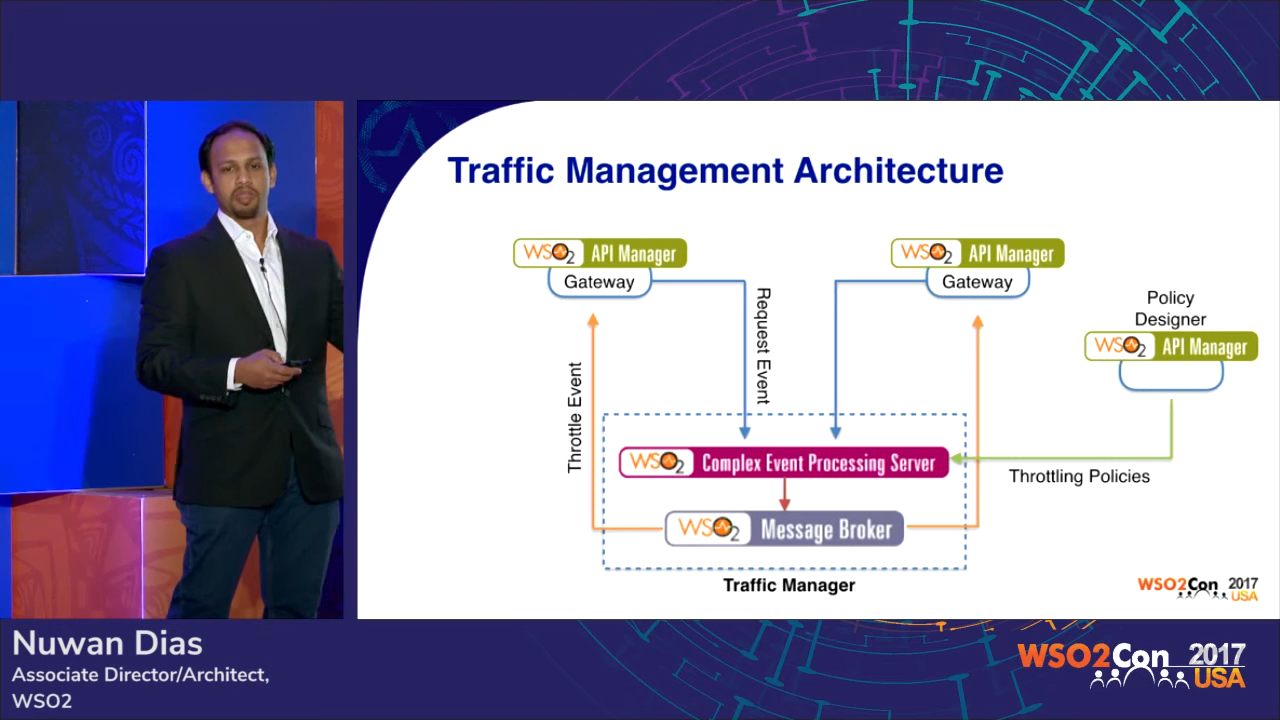 Traffic Management Architecture
WSO2 API Manager
Gateway
WSO2 API Manager
Gateway
Policy
Designer
WSO2 API Manager
Request Event
Throttle Event
WSO2 Complex Event Processing Server
Throttling Policies
WSO2 Message Broker
Traffic Manager
WSO2Con 2017
USA
Nuwan Dias
Associate Director/Architect,
WSO2
WSO2Con 2017
USA